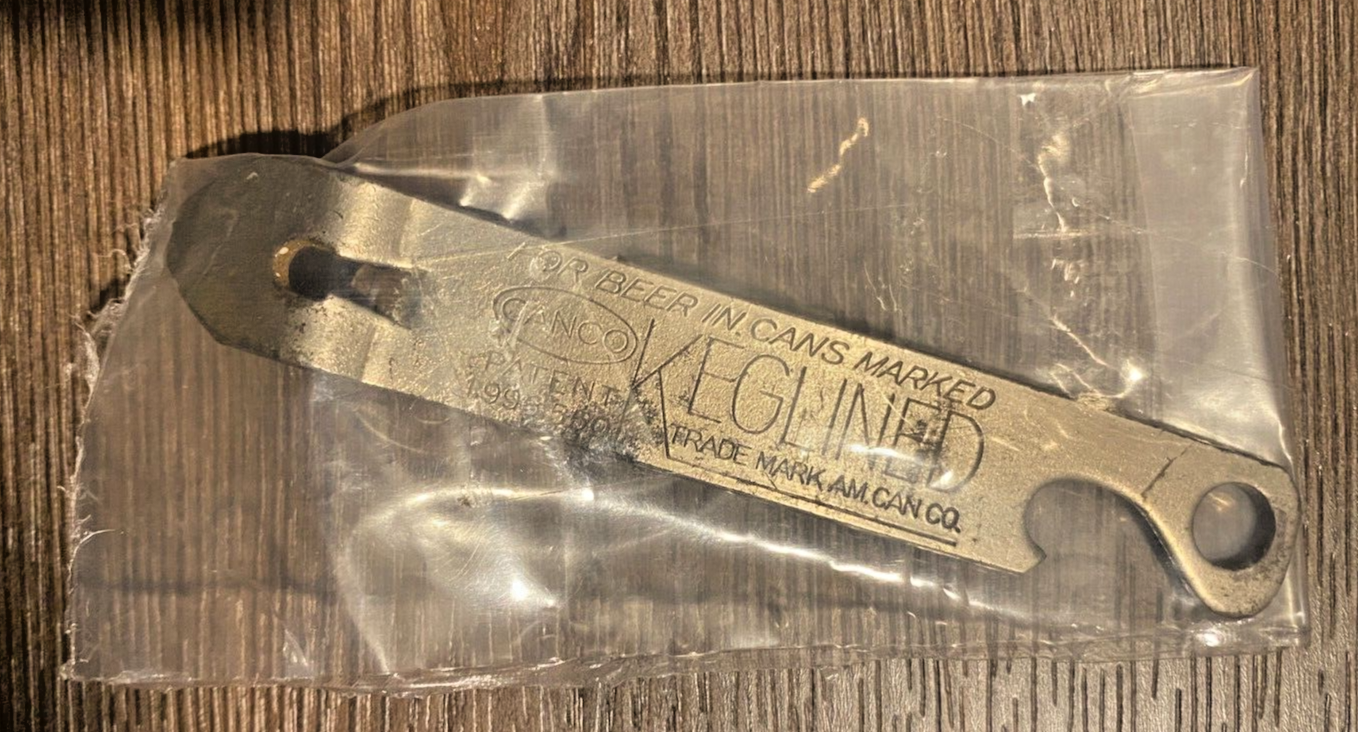 FOR BEER IN CANS MARKED
CANCO
KEGLINED
PATENT
TRADE MARK AM. CAN CO.